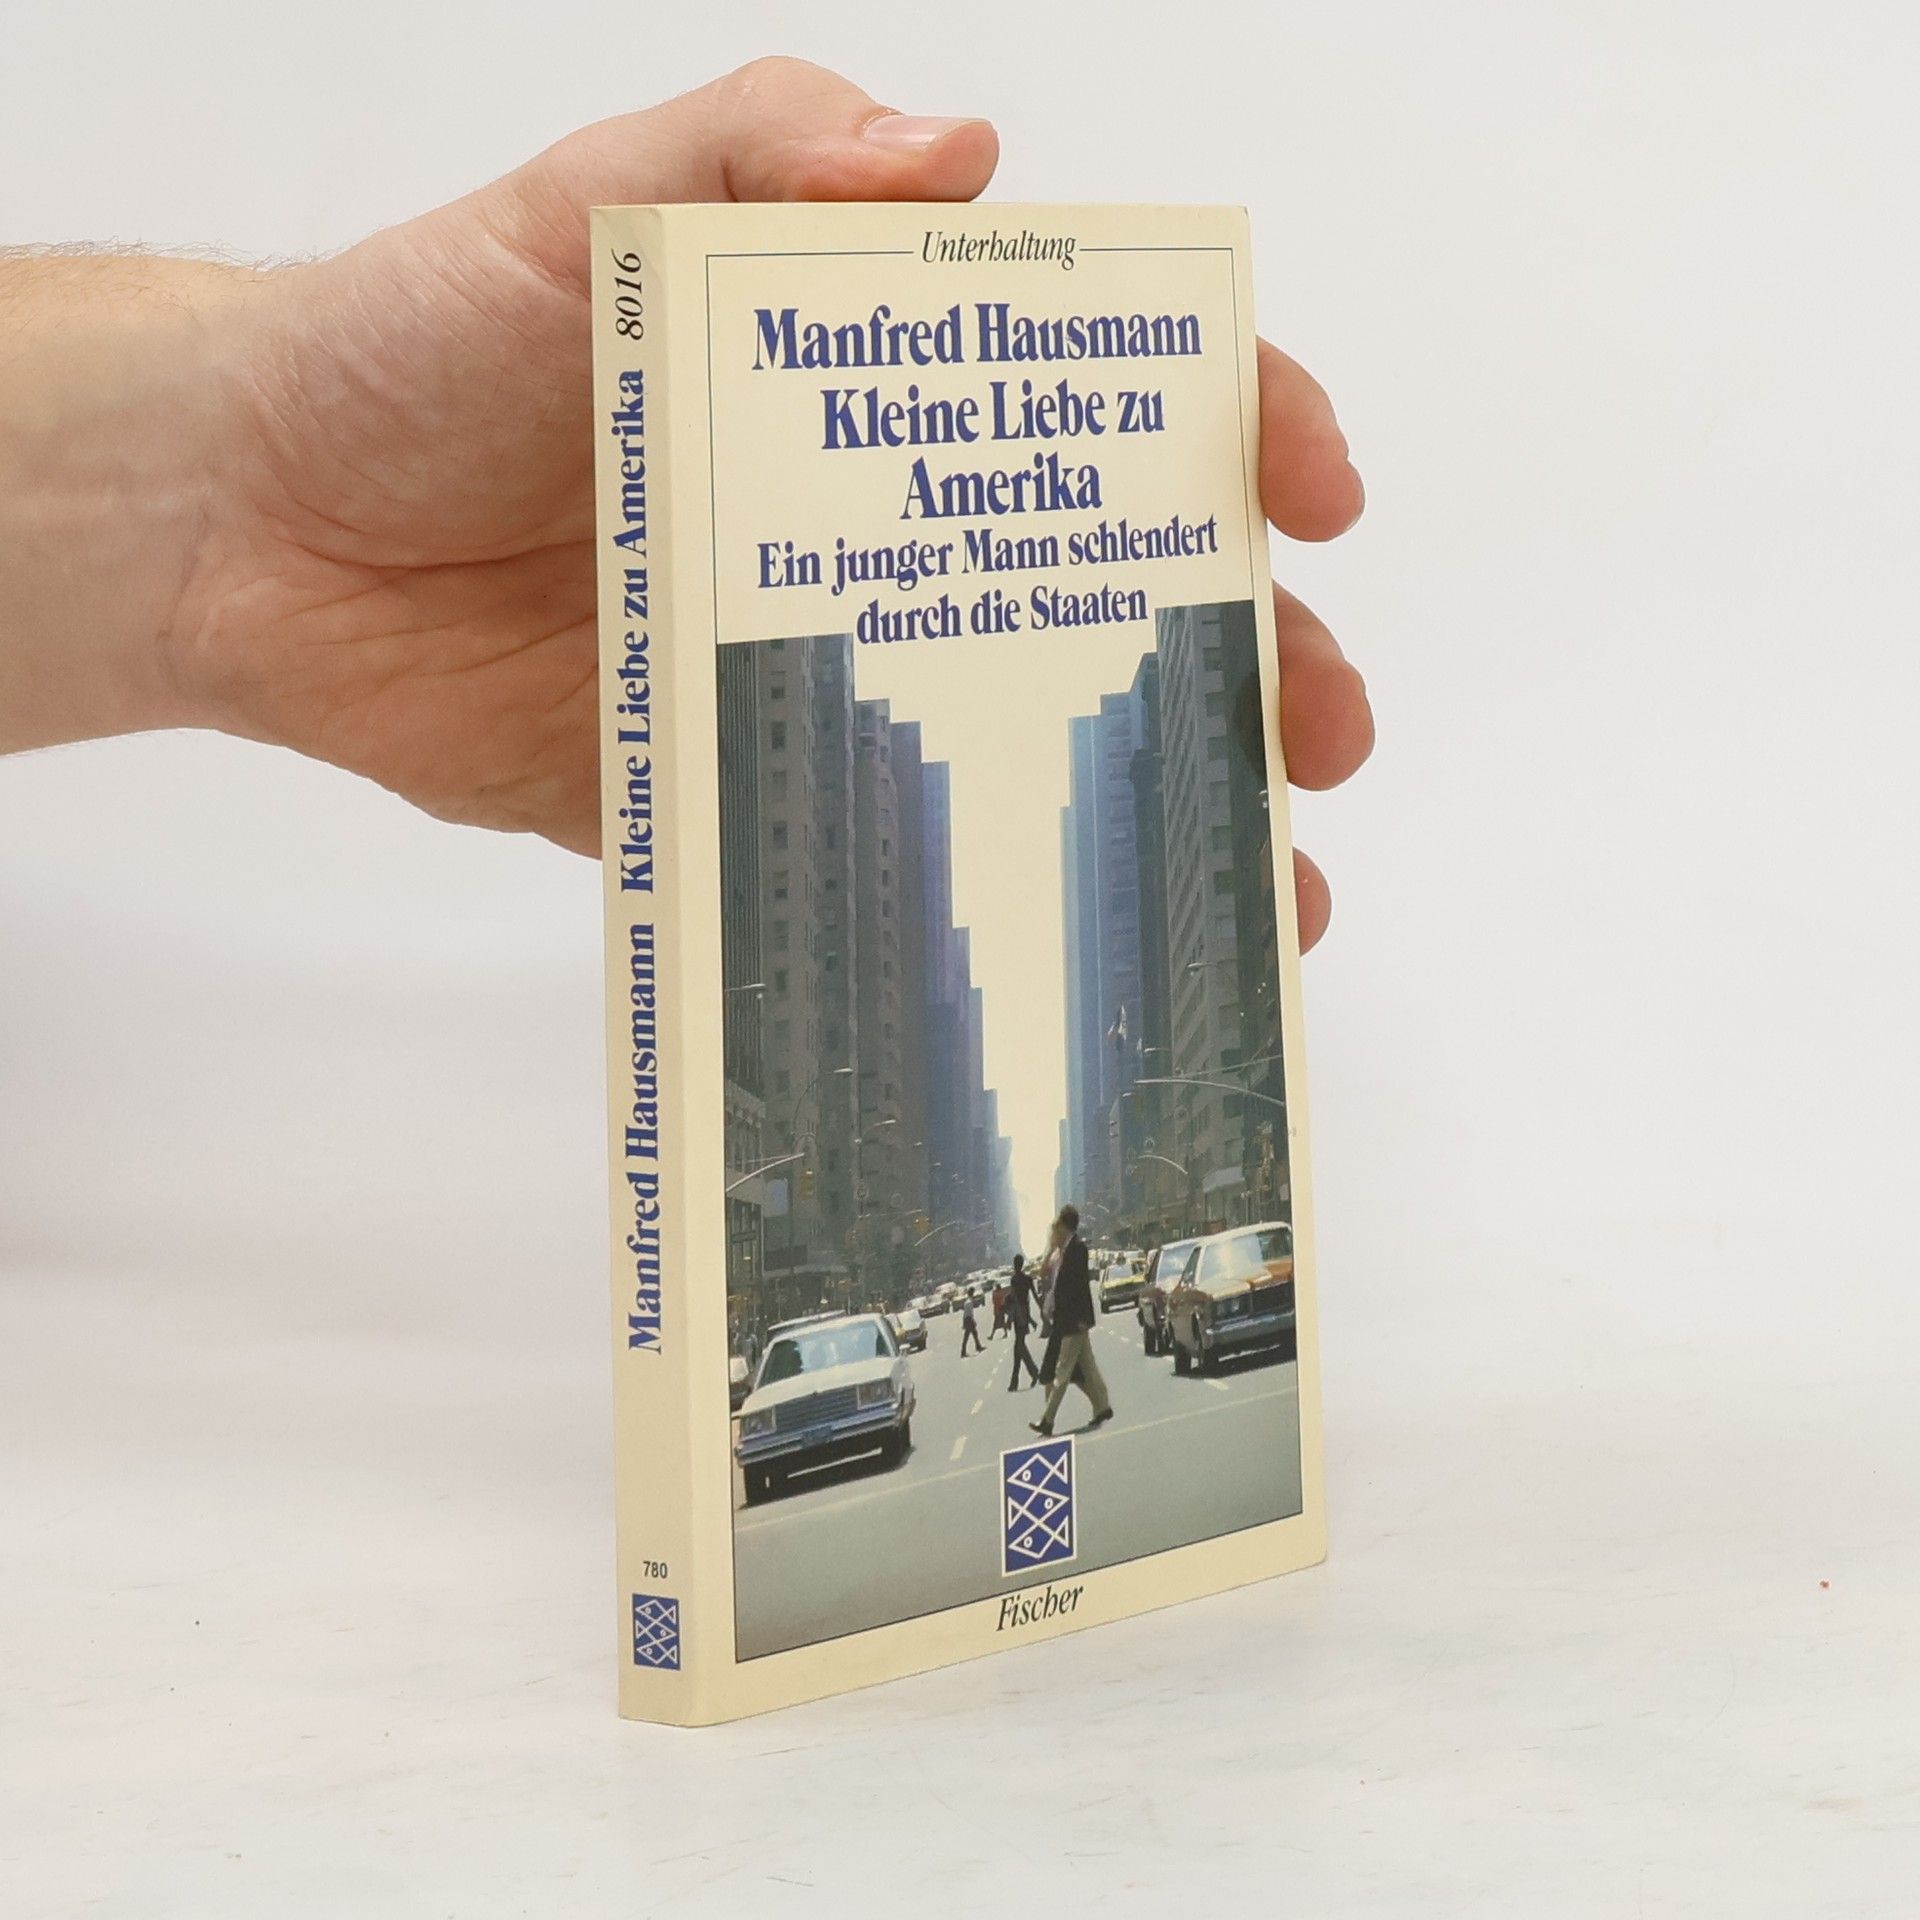 Unterhaltung
Manfred Hausmann
Kleine Liebe zu
Amerika
Ein junger Mann schlendert
durch die Staaten
Fischer
Manfred Hausmann Kleine Liebe zu Amerika 8016
780